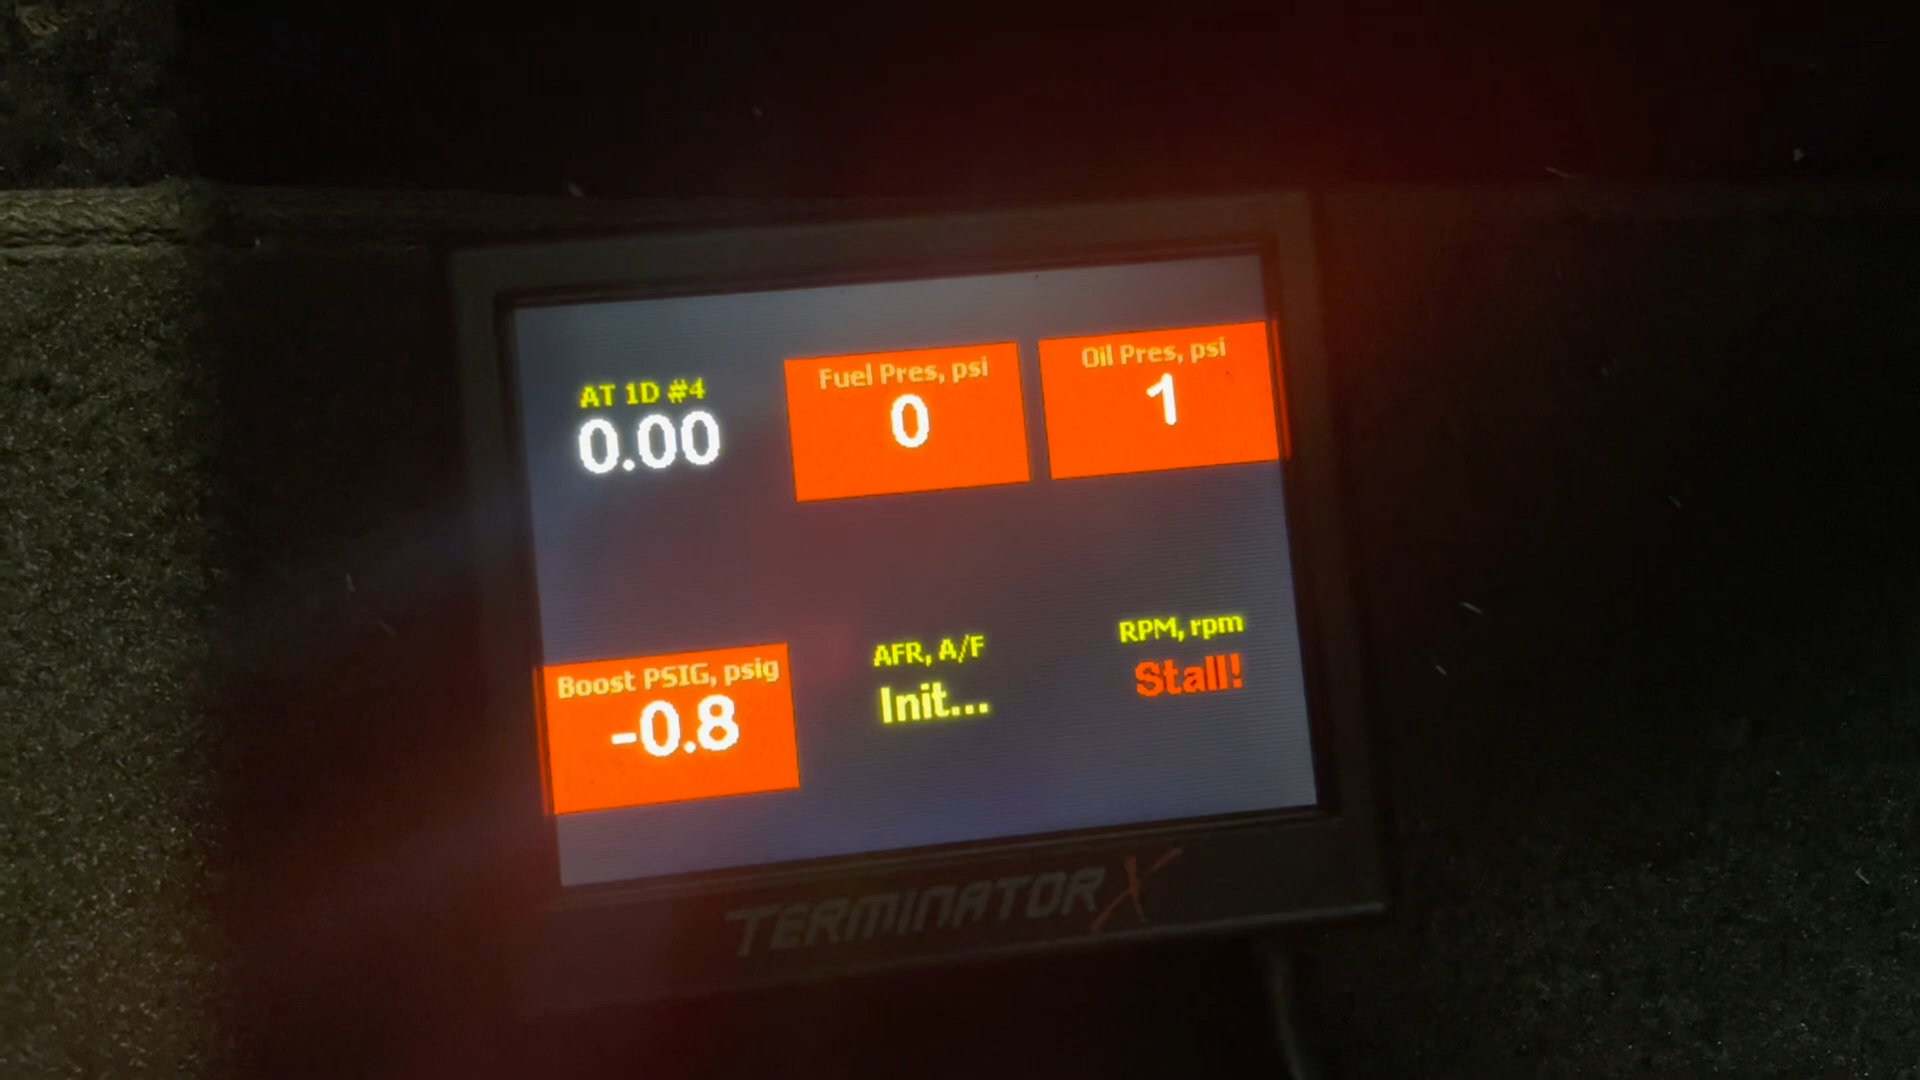 AT 1D #4
0.00
Fuel Pres, psi
0
Oil Pres, psi
1
Boost PSIG, psig
-0.8
AFR, A/F
Init...
RPM, rpm
Stall!
TERMINATOR X